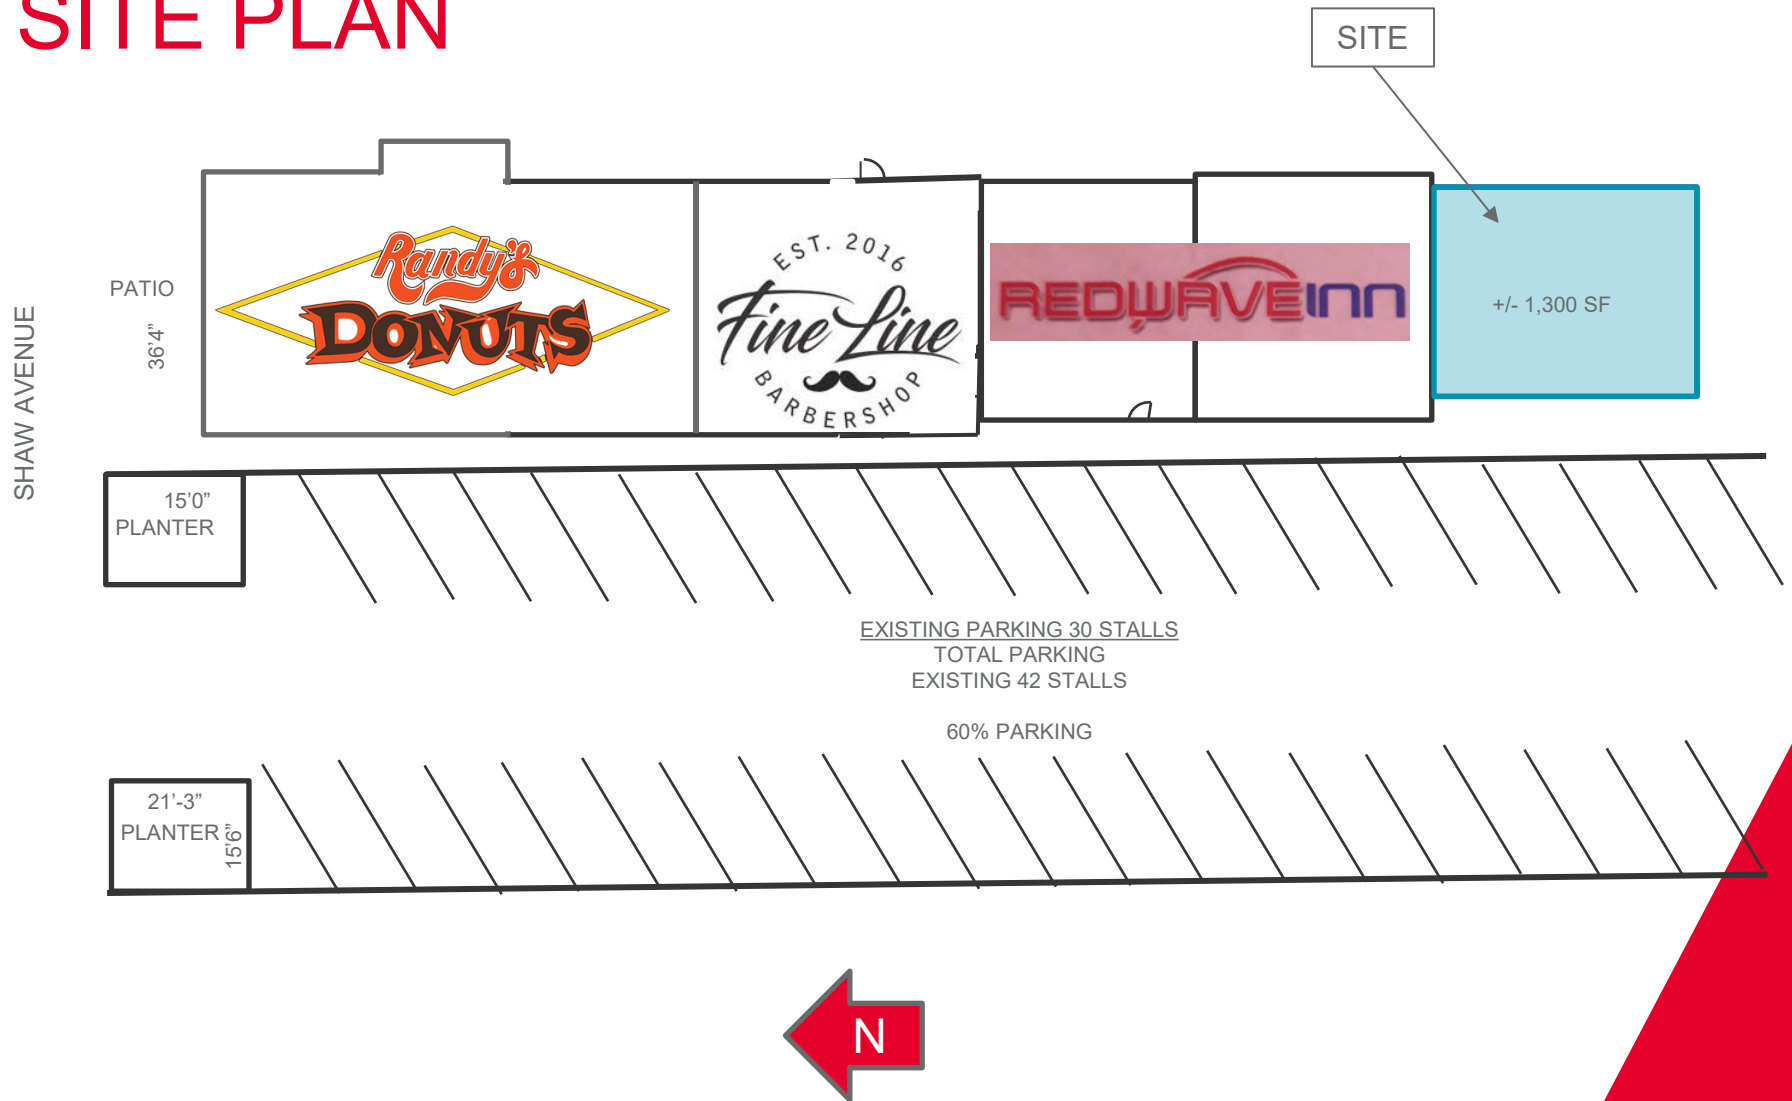 SITE PLAN
SITE
SHAW AVENUE
PATIO
36'4”
Randy's
DONUTS
EST. 2016
Fine Line
BARBERSHOP
REDWAVEINN
+/- 1,300 SF
15'0”
PLANTER
EXISTING PARKING 30 STALLS
TOTAL PARKING
EXISTING 42 STALLS
60% PARKING
21'-3”
PLANTER
15'6”
N